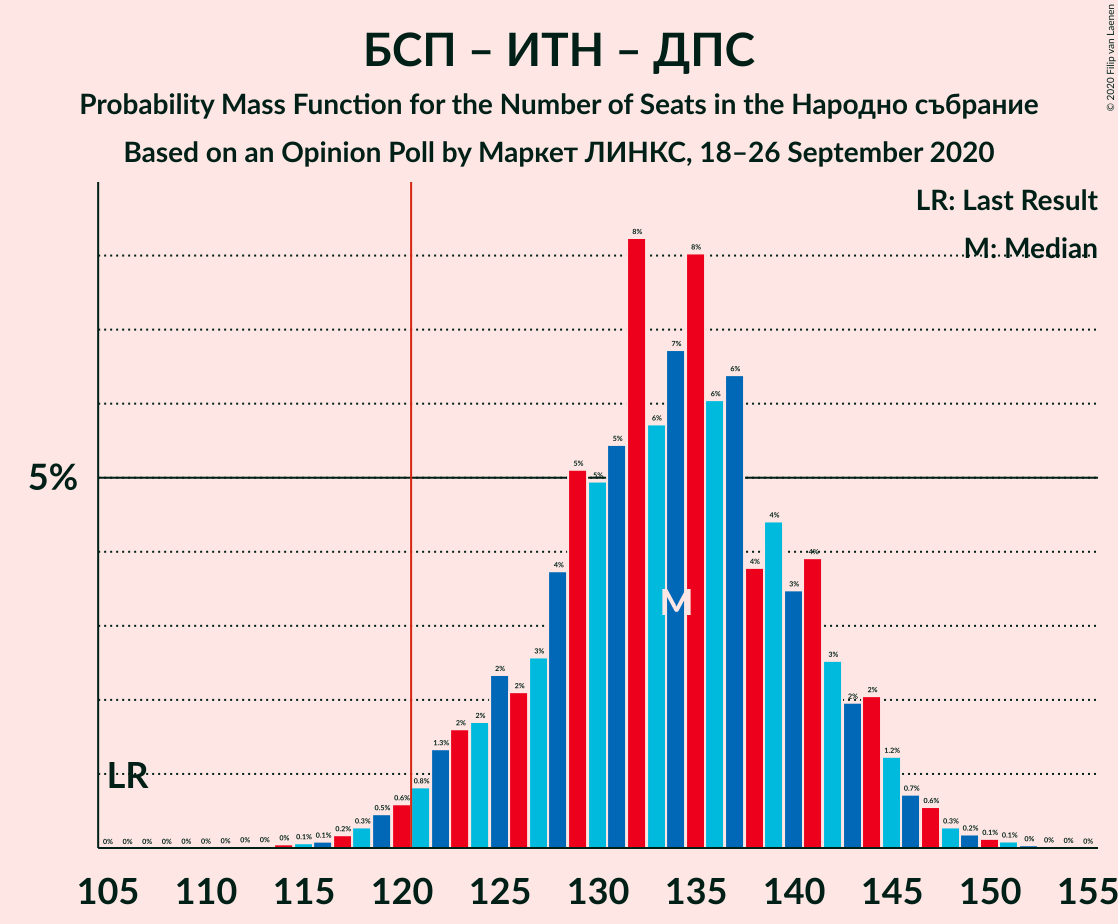 БСП – ИТН – ДПС
Probability Mass Function for the Number of Seats in the Народно събрание
Based on an Opinion Poll by Маркет ЛИНКС, 18–26 September 2020
© 2020 Filip van Laenen
LR: Last Result
M: Median
5%
LR
M
0% 0% 0% 0% 0% 0% 0% 0% 0% 0% 0.1% 0.1% 0.2% 0.3% 0.5% 0.6% 0.8% 1.3% 2% 2% 2% 2% 3% 4% 5% 5% 5% 8% 6% 7% 8% 6% 6% 4% 4% 3% 4% 3% 2% 2% 1.2% 0.7% 0.6% 0.3% 0.2% 0.1% 0.1% 0% 0% 0% 0%
105 110 115 120 125 130 135 140 145 150 155